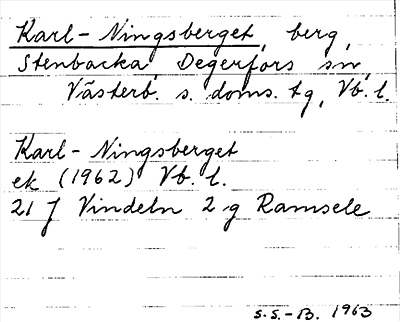 Karl-Ningsberget, berg,
Stenbacka, Degerfors sn,
Västerb. s. doms. tg, Vb. l.
Karl-Ningsberget
ek (1962) Vb. l.
21 J Vindeln 2 g Ramsele
S.S.-B. 1963